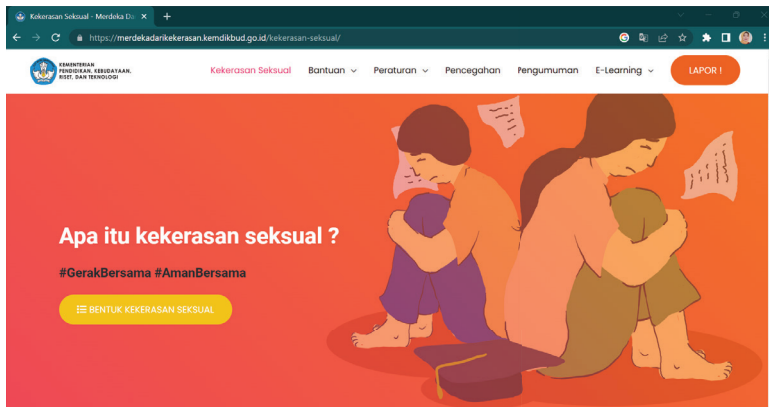 Kekerasan Seksual - Merdeka Da
https://merdekadarikekerasan.kemdikbud.go.id/kekerasan-seksual/
KEMENTERIAN
PENDIDIKAN, KEBUDAYAAN,
RISET, DAN TEKNOLOGI
Kekerasan Seksual Bantuan Peraturan Pencegahan Pengumuman E-Learning LAPOR !
Apa itu kekerasan seksual ?
#GerakBersama #AmanBersama
BENTUK KEKERASAN SEKSUAL